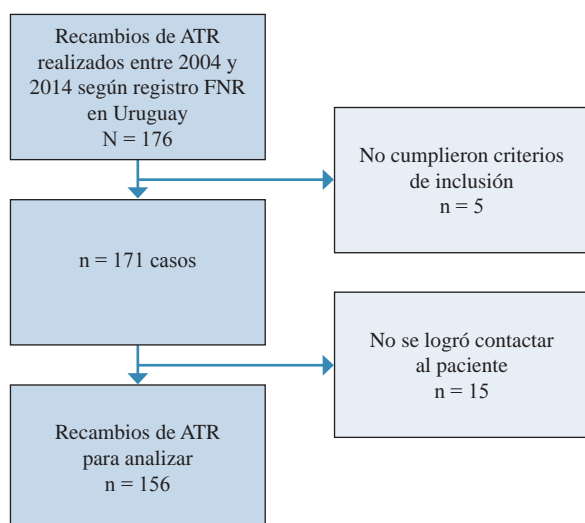 Recambios de ATR
realizados entre 2004 y
2014 según registro FNR
en Uruguay
N = 176
No cumplieron criterios
de inclusión
n = 5
n = 171 casos
No se logró contactar
al paciente
n = 15
Recambios de ATR
para analizar
n = 156